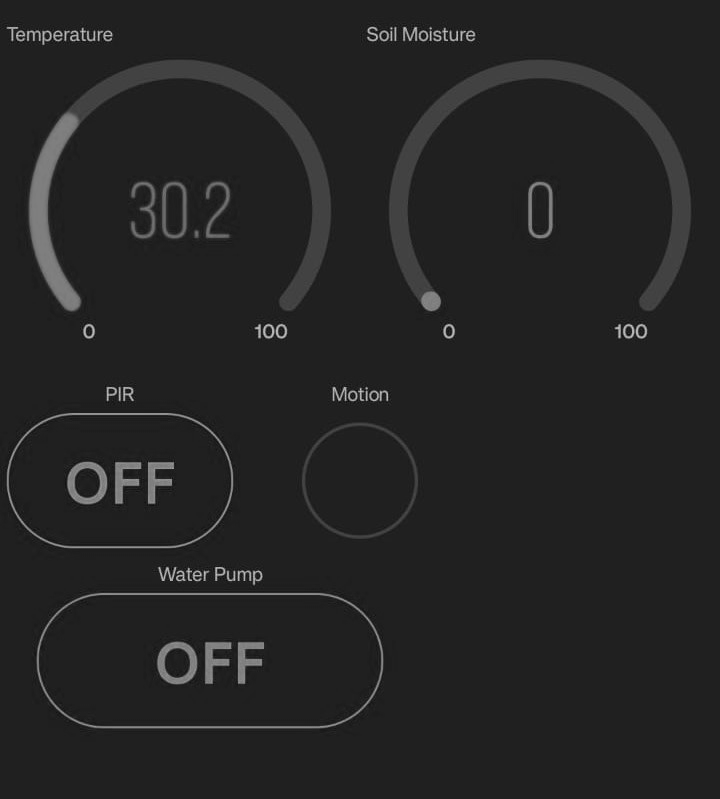 Temperature
Soil Moisture
30.2
0
0
100
0
100
PIR
Motion
OFF
Water Pump
OFF